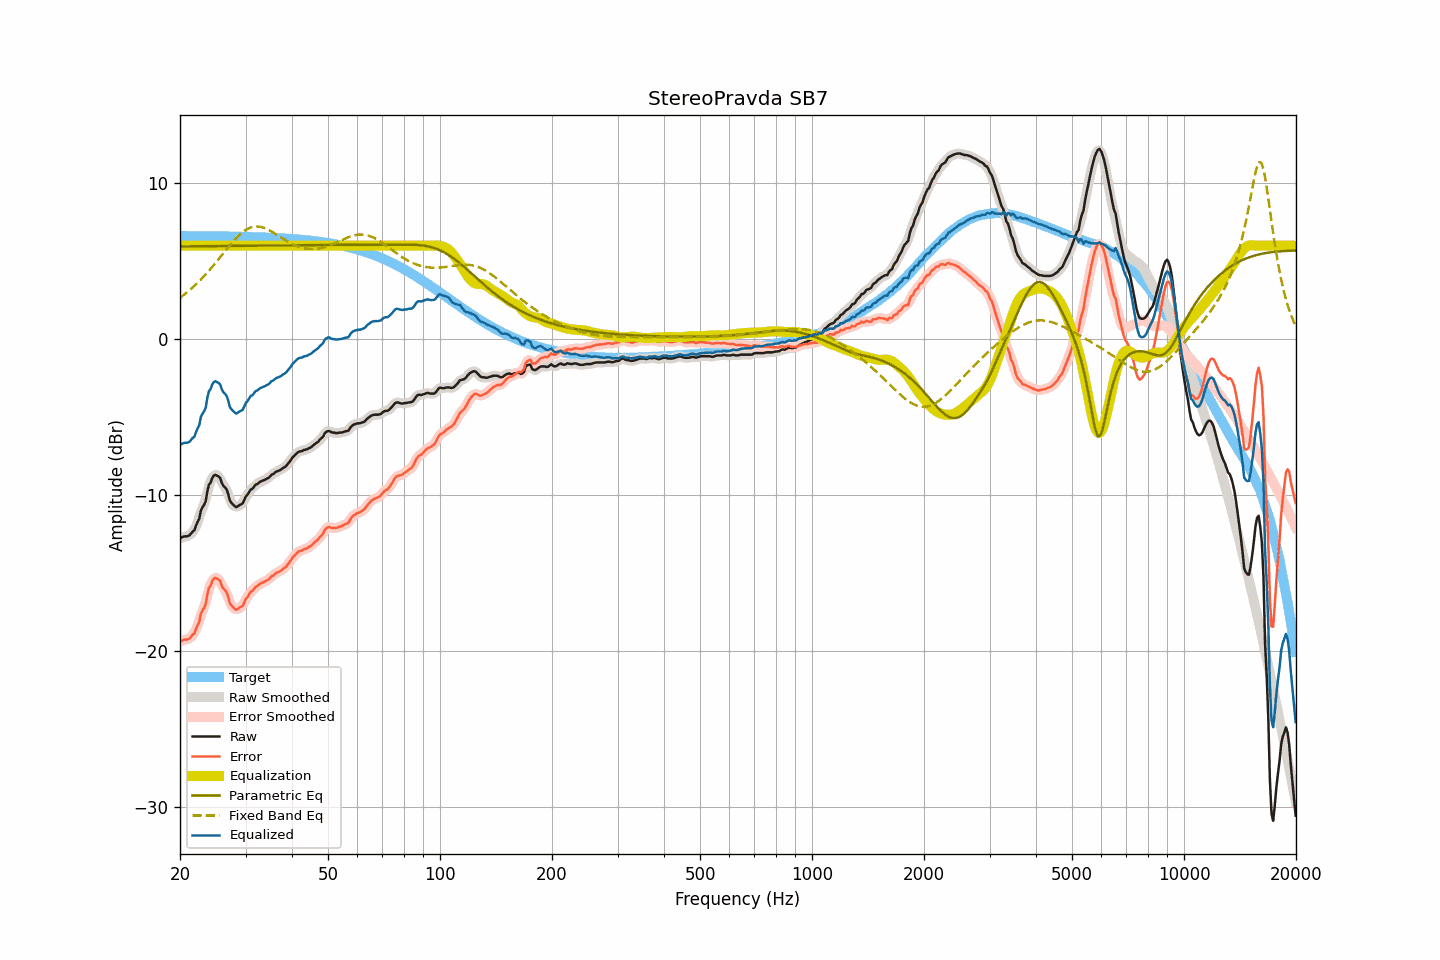 StereoPravda SB7
Amplitude (dBr)
10
0
−10
−20
−30
Target
Raw Smoothed
Error Smoothed
Raw
Error
Equalization
Parametric Eq
Fixed Band Eq
Equalized
20 50 100 200 500 1000 2000 5000 10000 20000
Frequency (Hz)